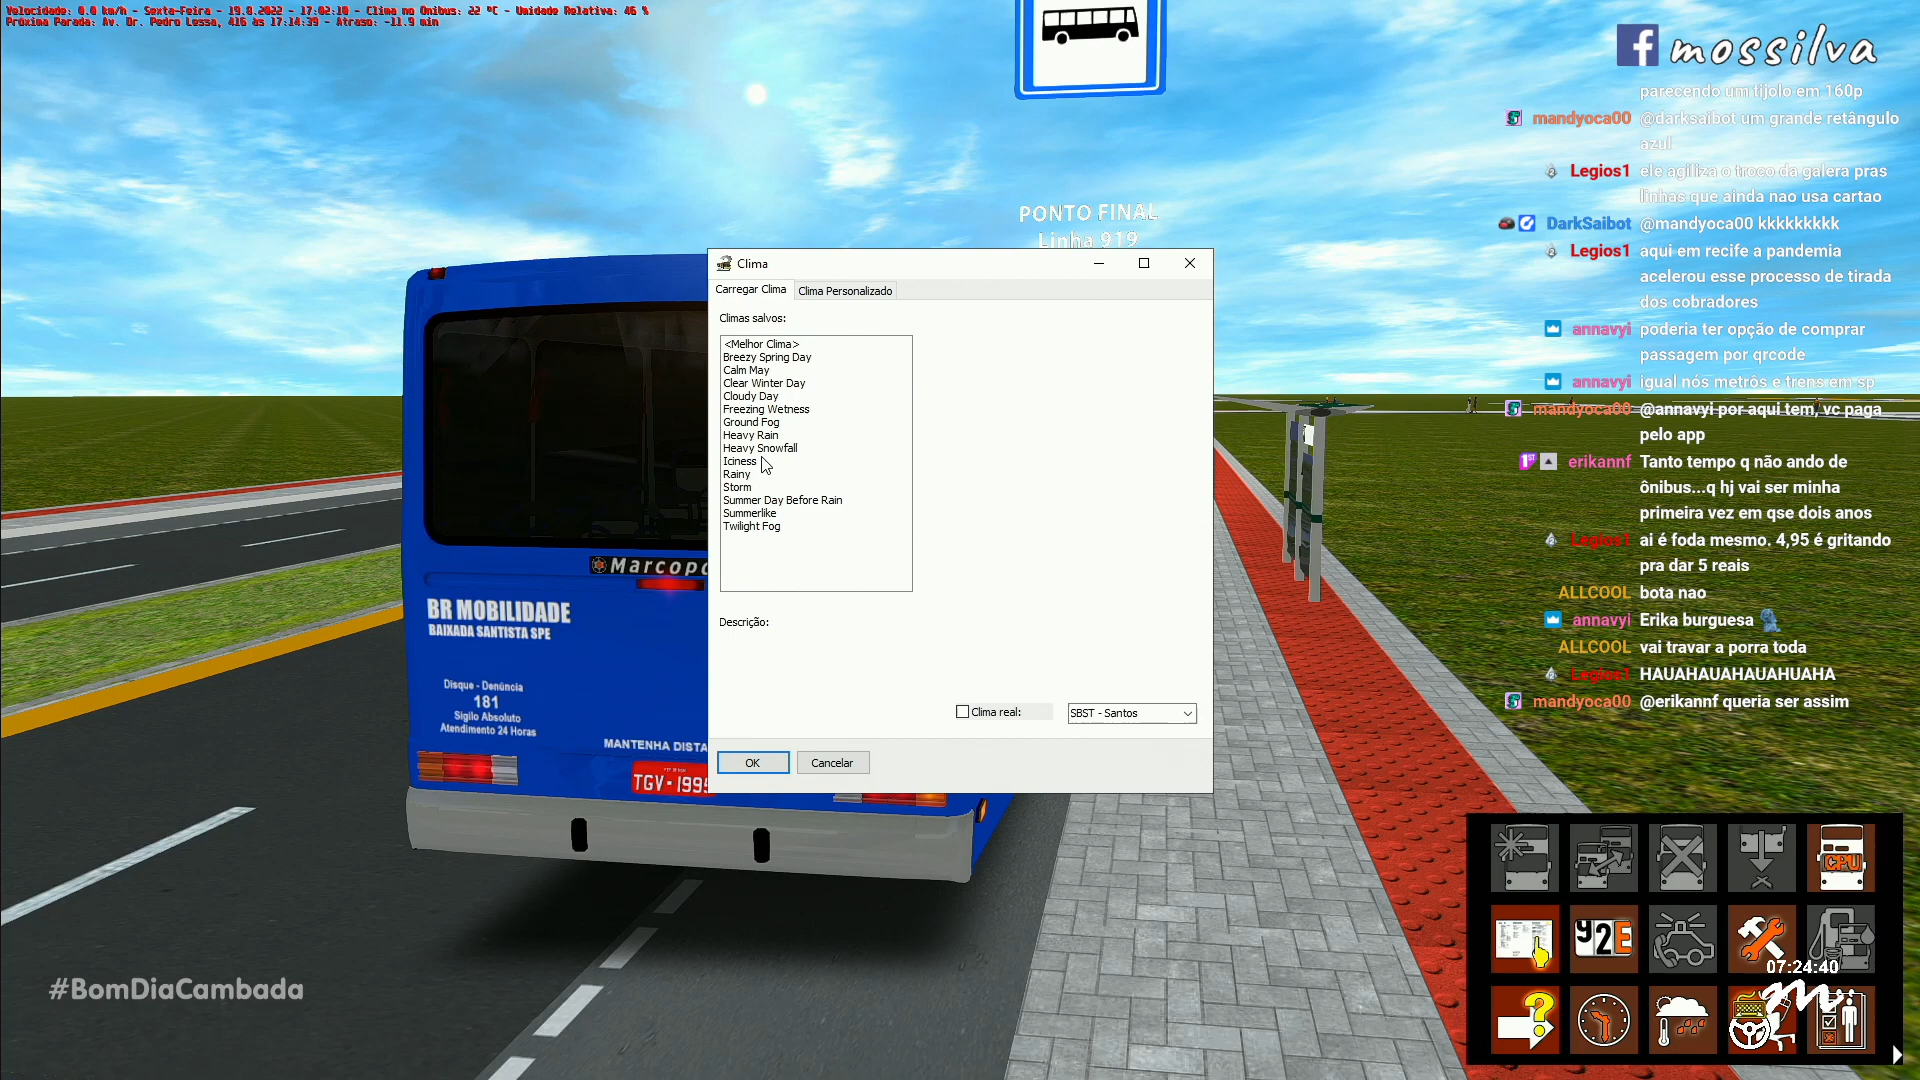 Velocidade: 0.0 km/h - Sexta-Feira - 19.8.2022 - 17:02:10 - Clima no Ônibus: 22 ºC - Umidade Relativa: 46 %
Próxima Parada: Av. Dr. Pedro Lessa, 416 às 17:14:39 - Atraso: -11.9 min
mossilva
parecendo um tijolo em 160p
mandyoca00 @darksaibot um grande retângulo
azul
Legios1 ele agiliza o troco da galera pras
linhas que ainda nao usa cartao
DarkSaibot @mandyoca00 kkkkkkkkk
Legios1 aqui em recife a pandemia
acelerou esse processo de tirada
dos cobradores
annavyi poderia ter opção de comprar
passagem por qrcode
annavyi igual nós metrôs e trens em sp
mandyoca00 @annavyi por aqui tem, vc paga
pelo app
erikannf Tanto tempo q não ando de
ônibus...q hj vai ser minha
primeira vez em qse dois anos
Legios1 ai é foda mesmo. 4,95 é gritando
pra dar 5 reais
ALLCOOL bota nao
annavyi Erika burguesa
ALLCOOL vai travar a porra toda
Legios1 HAUAHAUAHAUAHUAHA
mandyoca00 @erikannf queria ser assim
PONTO FINAL
Linha 919
Clima
Carregar Clima
Clima Personalizado
Climas salvos:
<Melhor Clima>
Breezy Spring Day
Calm May
Clear Winter Day
Cloudy Day
Freezing Wetness
Ground Fog
Heavy Rain
Heavy Snowfall
Iciness
Rainy
Storm
Summer Day Before Rain
Summerlike
Twilight Fog
Descrição:
Clima real:
SBST - Santos
OK
Cancelar
Marcopo
BR MOBILIDADE
BAIXADA SANTISTA SPE
Disque - Denúncia
181
Sigilo Absoluto
Atendimento 24 Horas
MANTENHA DISTA
TGV-1995
#BomDiaCambada
CPU
92E
07:24:40